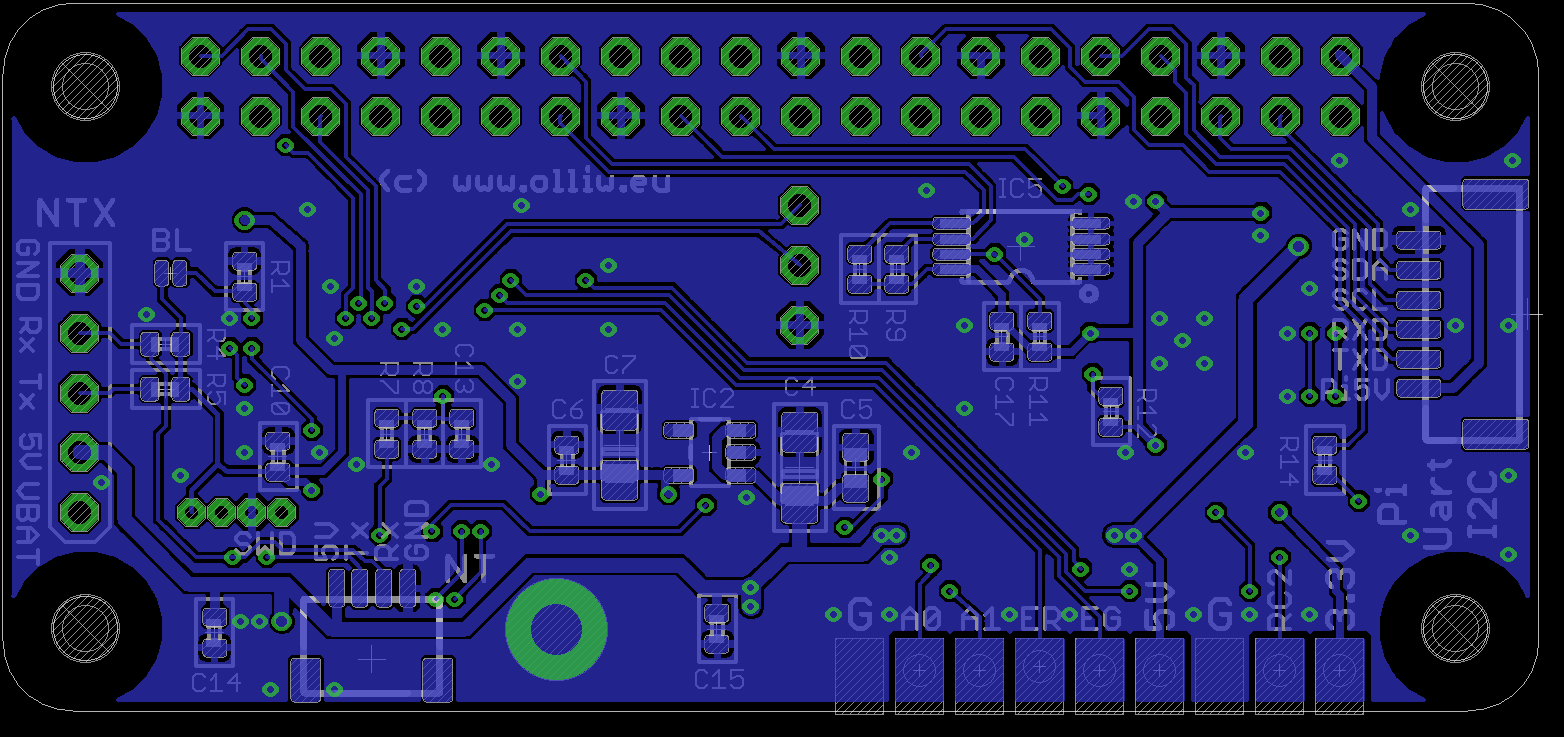 (c) www.olliw.eu
IC5
NTX
BL
GND Rx Tx 5V VBAT
R1
R4
R5
C10
R7
R8
C13
C7
C6
IC2
C4
C5
R10
R9
C17
R11
R12
R14
GND
SDA
SCL
RXD
TXD
Pi5V
Pi
Uart
I2C
SWD
5V
TX
RX
GND
NT
C14
C15
G
A0
A1
ER
EG
5V
G
RC2
3.3V